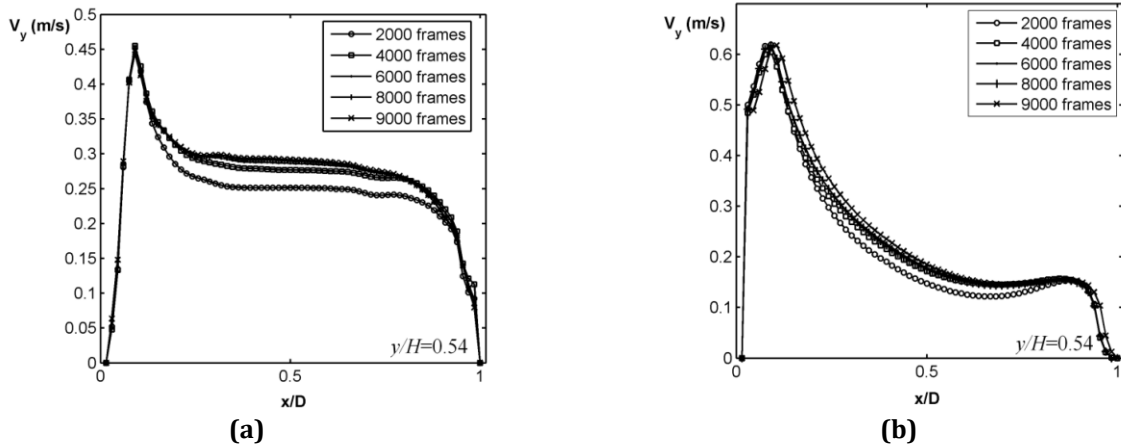 V_y (m/s)
0.5
0.45
0.4
0.35
0.3
0.25
0.2
0.15
0.1
0.05
0
2000 frames
4000 frames
6000 frames
8000 frames
9000 frames
y/H=0.54
0
0.5
1
x/D
(a)
V_y (m/s)
0.6
0.5
0.4
0.3
0.2
0.1
0
2000 frames
4000 frames
6000 frames
8000 frames
9000 frames
y/H=0.54
0
0.5
1
x/D
(b)